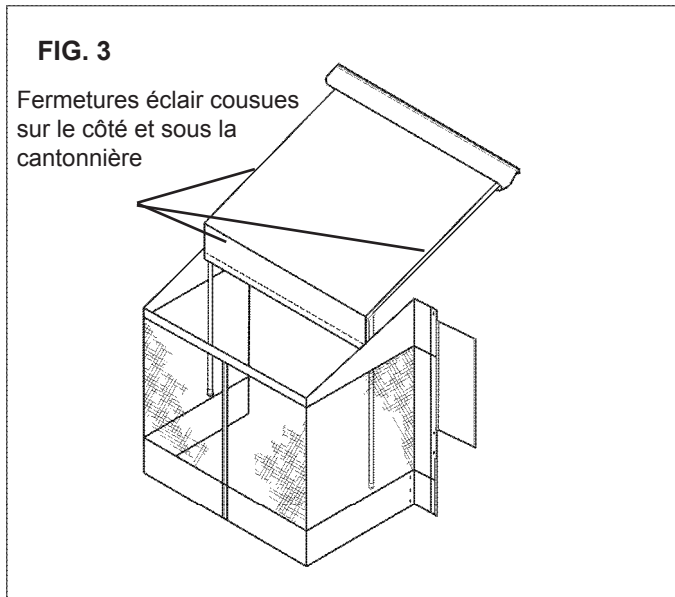 FIG. 3
Fermetures éclair cousues
sur le côté et sous la
cantonnière